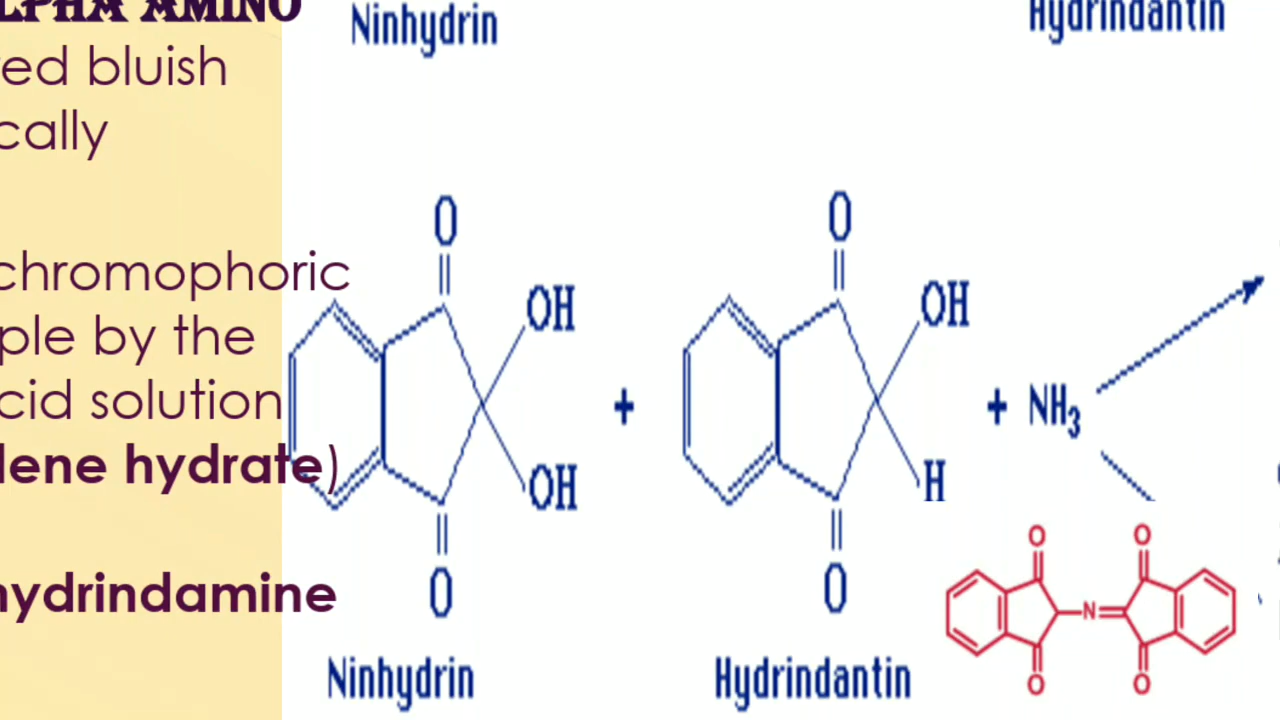 LPHA AMINO
ed bluish
cally
chromophoric
ple by the
cid solution
lene hydrate)
hydrindamine
Ninhydrin
Hydrindantin
O
OH
OH
O
+
O
OH
H
O
+ NH3
Ninhydrin
Hydrindantin
O
O
N
O
O